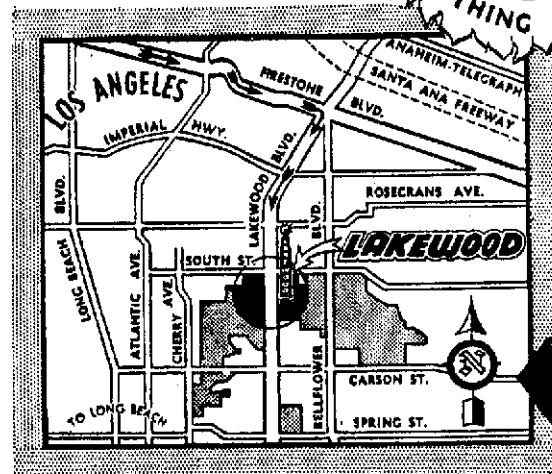 THING
ANAHEIM-TELEGRAPH
SANTA ANA FREEWAY
LOS ANGELES
FIRESTONE BLVD.
IMPERIAL HWY.
LAKEWOOD BLVD.
ROSECRANS AVE.
LONG BEACH BLVD.
ATLANTIC AVE.
CHERRY AVE.
SOUTH ST.
BELLFLOWER BLVD.
LAKEWOOD
CARSON ST.
TO LONG BEACH
SPRING ST.